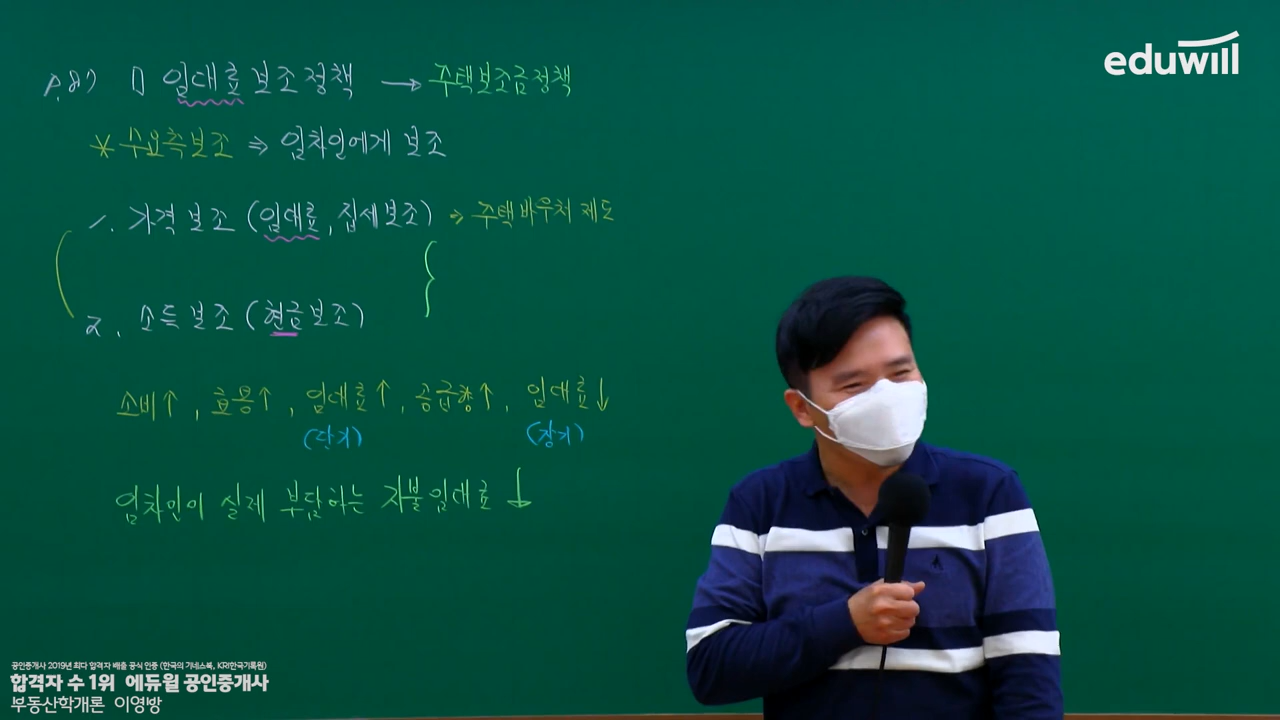 eduwill
p.87 □ 임대료보조정책 → 주택보조금정책
* 수요측보조 ⇒ 임차인에게 보조
1. 가격보조 (임대료, 집세보조) → 주택바우처 제도
2. 소득보조 (현금보조)
소비↑, 효용↑, 임대료↑, 공급량↑, 임대료↓
(단기) (장기)
임차인이 실제 부담하는 지불임대료 ↓
공인중개사 2019년 최다 합격자 배출 공식 인증 (한국의 기네스북, KRI한국기록원)
합격자 수 1위 에듀윌 공인중개사
부동산학개론 이영방